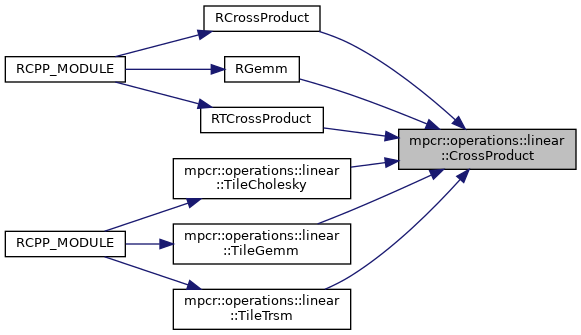 RCrossProduct
RCPP_MODULE
RGemm
RTCrossProduct
mpcr::operations::linear
::CrossProduct
mpcr::operations::linear
::TileCholesky
RCPP_MODULE
mpcr::operations::linear
::TileGemm
mpcr::operations::linear
::TileTrsm